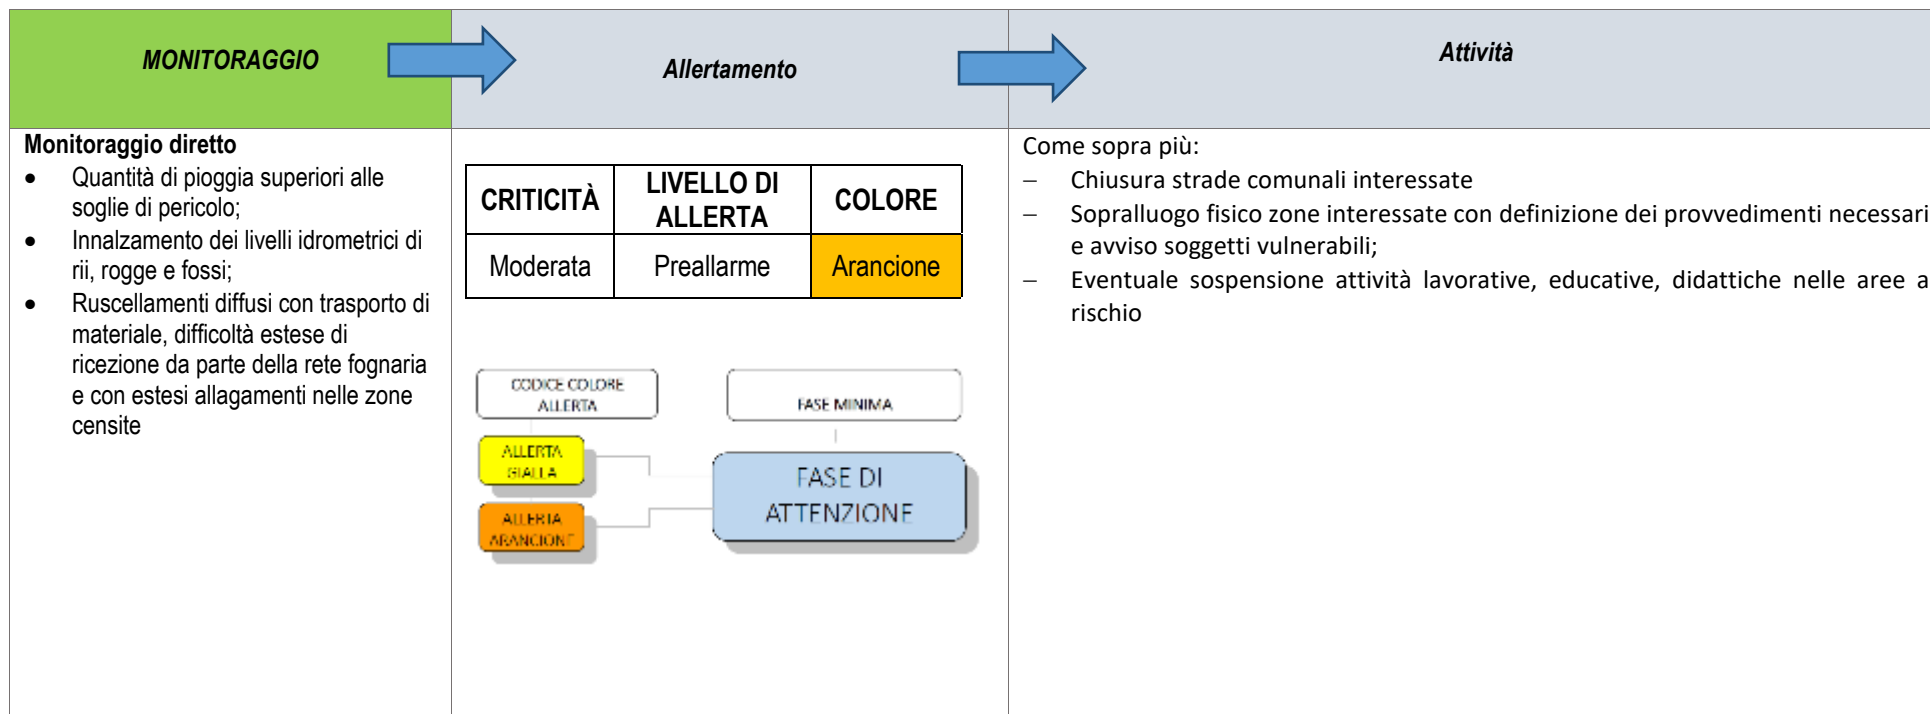 MONITORAGGIO
Allertamento
Attività
Monitoraggio diretto
• Quantità di pioggia superiori alle
soglie di pericolo;
• Innalzamento dei livelli idrometrici di
rii, rogge e fossi;
• Ruscellamenti diffusi con trasporto di
materiale, difficoltà estese di
ricezione da parte della rete fognaria
e con estesi allagamenti nelle zone
censite
CRITICITÀ
LIVELLO DI
ALLERTA
COLORE
Moderata
Preallarme
Arancione
CODICE COLORE
ALLERTA
FASE MINIMA
ALLERTA
GIALLA
ALLERTA
ARANCIONE
FASE DI
ATTENZIONE
Come sopra più:
– Chiusura strade comunali interessate
– Sopralluogo fisico zone interessate con definizione dei provvedimenti necessari
e avviso soggetti vulnerabili;
– Eventuale sospensione attività lavorative, educative, didattiche nelle aree a
rischio